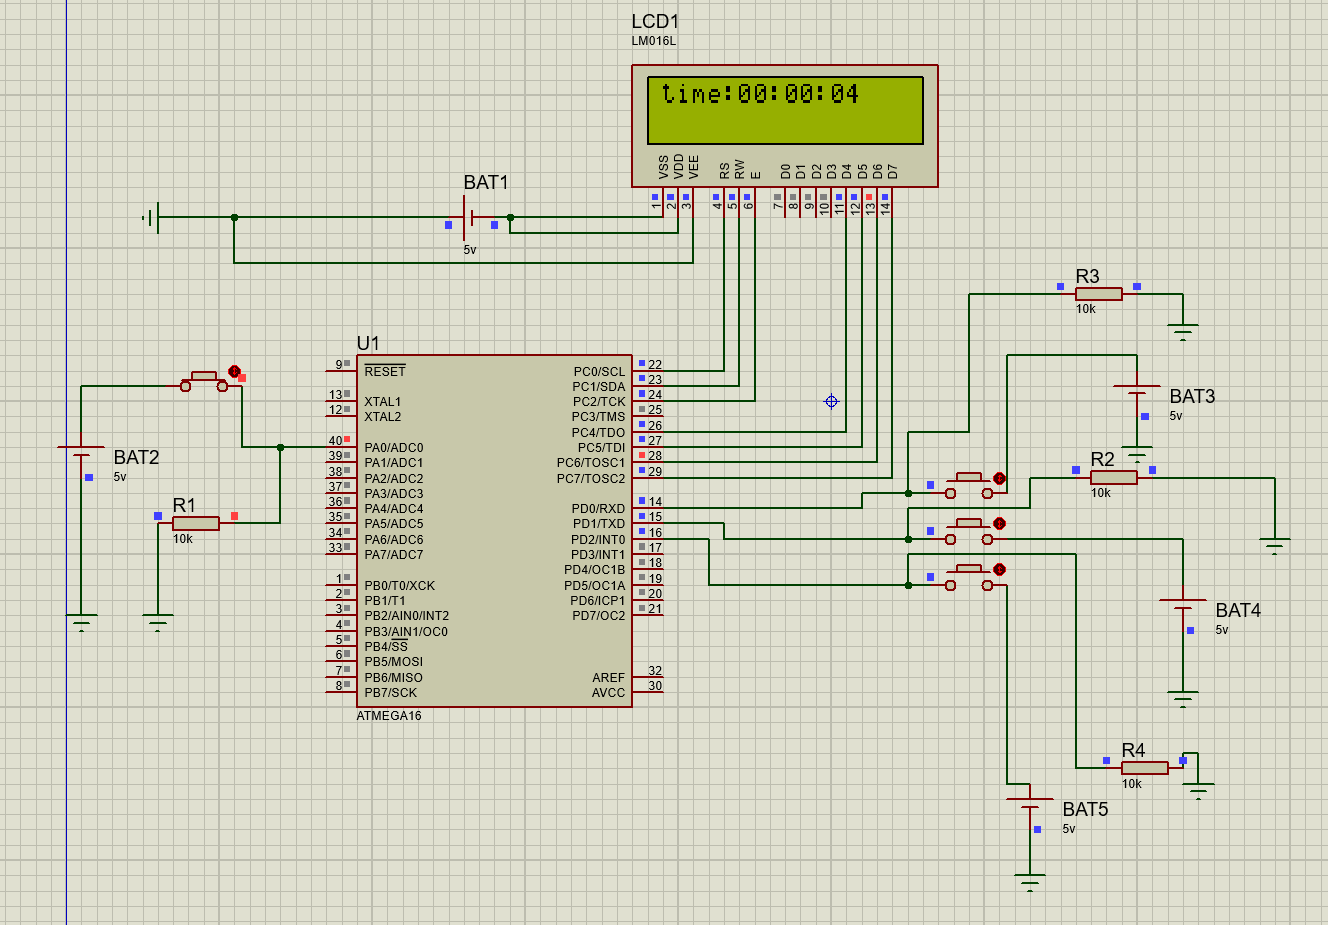 LCD1
LM016L
time:00:00:04
VSS VDD VEE RS RW E D0 D1 D2 D3 D4 D5 D6 D7
1 2 3 4 5 6 7 8 9 10 11 12 13 14
BAT1
5v
BAT2
5v
R1
10k
U1
9 RESET
13 XTAL1
12 XTAL2
40 PA0/ADC0
39 PA1/ADC1
38 PA2/ADC2
37 PA3/ADC3
36 PA4/ADC4
35 PA5/ADC5
34 PA6/ADC6
33 PA7/ADC7
1 PB0/T0/XCK
2 PB1/T1
3 PB2/AIN0/INT2
4 PB3/AIN1/OC0
5 PB4/SS
6 PB5/MOSI
7 PB6/MISO
8 PB7/SCK
PC0/SCL 22
PC1/SDA 23
PC2/TCK 24
PC3/TMS 25
PC4/TDO 26
PC5/TDI 27
PC6/TOSC1 28
PC7/TOSC2 29
PD0/RXD 14
PD1/TXD 15
PD2/INT0 16
PD3/INT1 17
PD4/OC1B 18
PD5/OC1A 19
PD6/ICP1 20
PD7/OC2 21
AREF 32
AVCC 30
ATMEGA16
R3
10k
BAT3
5v
R2
10k
BAT4
5v
R4
10k
BAT5
5v